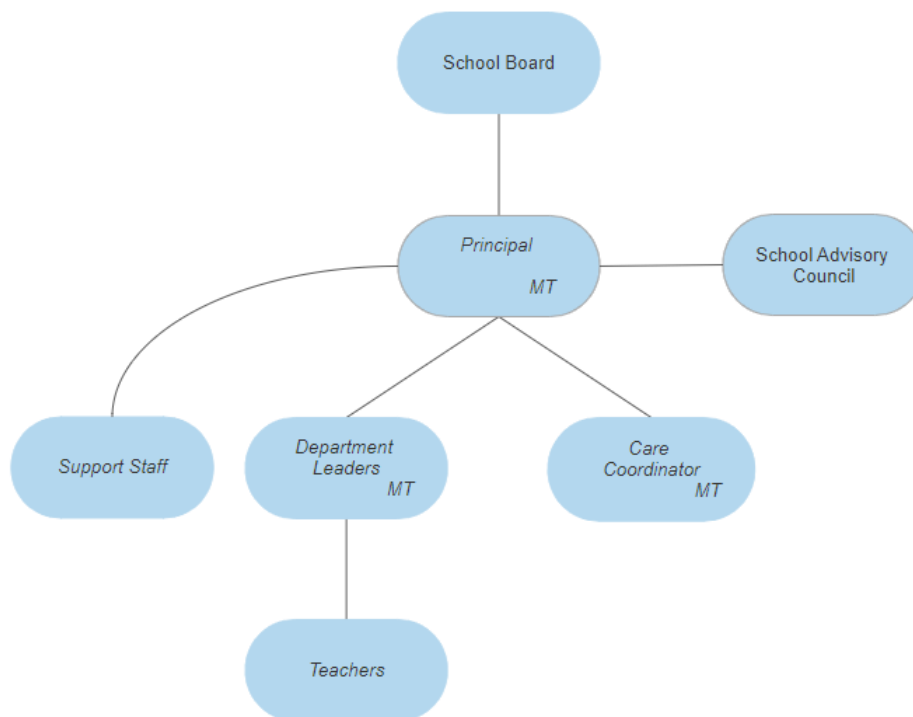 School Board
Principal
MT
School Advisory
Council
Support Staff
Department
Leaders
MT
Care
Coordinator
MT
Teachers